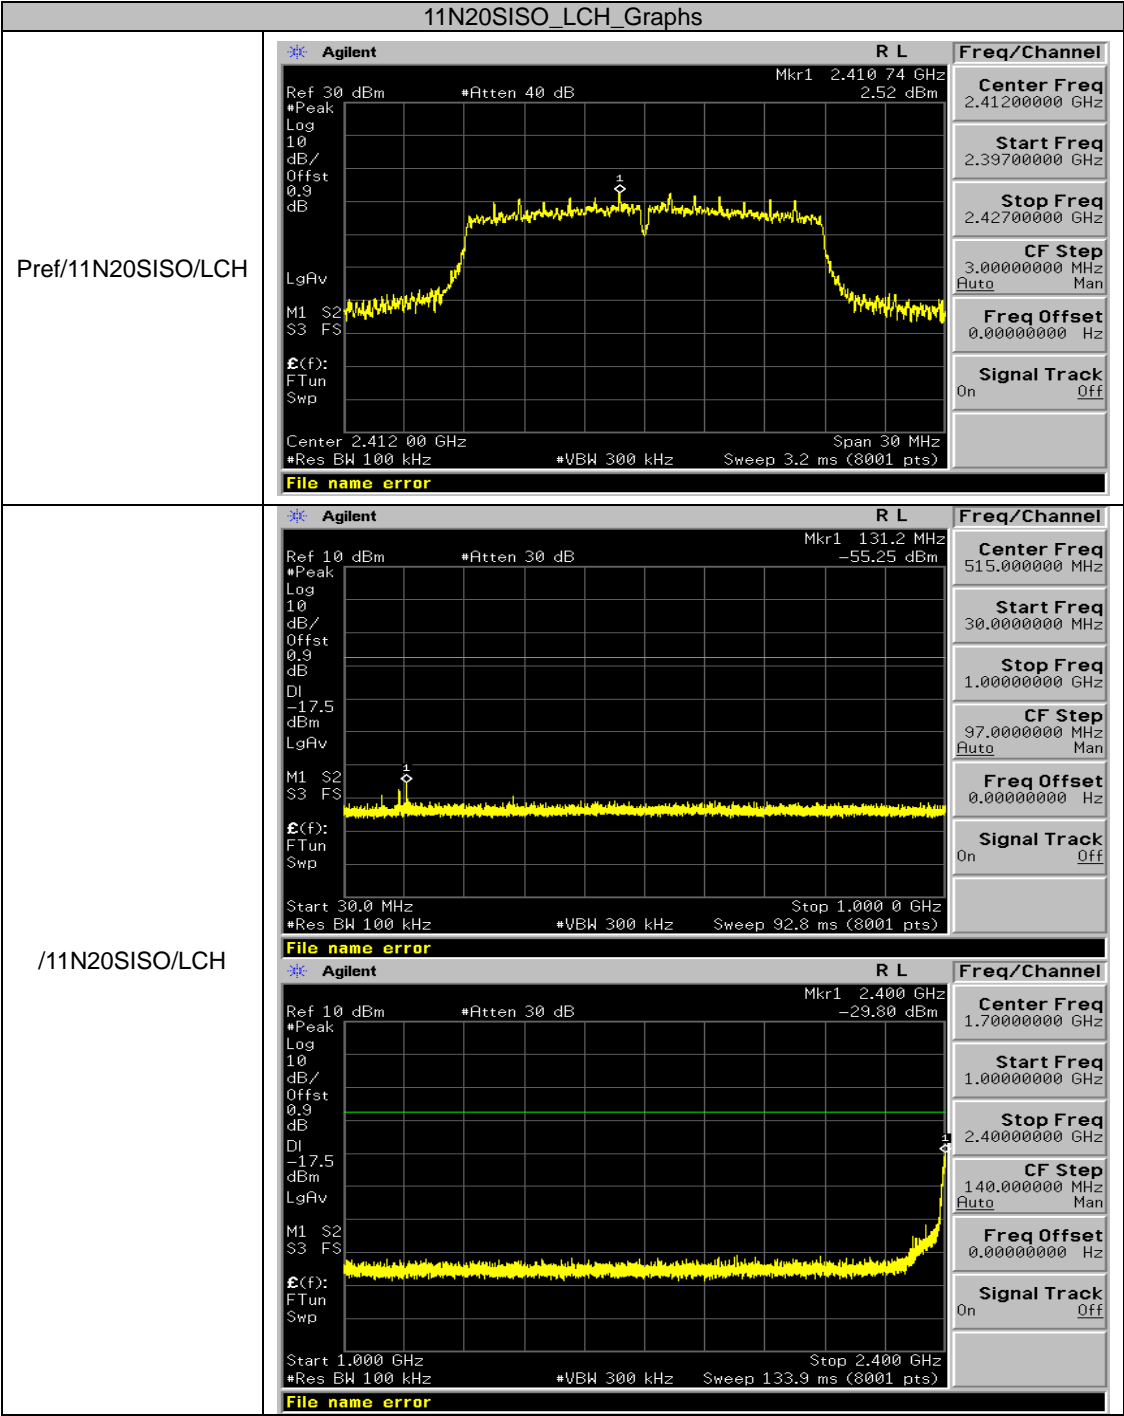 11N20SISO_LCH_Graphs
Pref/11N20SISO/LCH
Agilent R L Freq/Channel
Mkr1 2.410 74 GHz
Ref 30 dBm #Atten 40 dB 2.52 dBm
#Peak
Log
10
dB/
Offst
0.9
dB
LgAv
M1 S2
S3 FS
£(f):
FTun
Swp
1
Center 2.412 00 GHz Span 30 MHz
#Res BW 100 kHz #VBW 300 kHz Sweep 3.2 ms (8001 pts)
File name error
Center Freq
2.41200000 GHz
Start Freq
2.39700000 GHz
Stop Freq
2.42700000 GHz
CF Step
3.00000000 MHz
Auto Man
Freq Offset
0.00000000 Hz
Signal Track
On Off
/11N20SISO/LCH
Agilent R L Freq/Channel
Mkr1 131.2 MHz
Ref 10 dBm #Atten 30 dB -55.25 dBm
#Peak
Log
10
dB/
Offst
0.9
dB
DI
-17.5
dBm
LgAv
M1 S2
S3 FS
£(f):
FTun
Swp
1
Start 30.0 MHz Stop 1.000 0 GHz
#Res BW 100 kHz #VBW 300 kHz Sweep 92.8 ms (8001 pts)
File name error
Center Freq
515.000000 MHz
Start Freq
30.0000000 MHz
Stop Freq
1.00000000 GHz
CF Step
97.0000000 MHz
Auto Man
Freq Offset
0.00000000 Hz
Signal Track
On Off
Agilent R L Freq/Channel
Mkr1 2.400 GHz
Ref 10 dBm #Atten 30 dB -29.80 dBm
#Peak
Log
10
dB/
Offst
0.9
dB
DI
-17.5
dBm
LgAv
M1 S2
S3 FS
£(f):
FTun
Swp
1
Start 1.000 GHz Stop 2.400 GHz
#Res BW 100 kHz #VBW 300 kHz Sweep 133.9 ms (8001 pts)
File name error
Center Freq
1.70000000 GHz
Start Freq
1.00000000 GHz
Stop Freq
2.40000000 GHz
CF Step
140.000000 MHz
Auto Man
Freq Offset
0.00000000 Hz
Signal Track
On Off